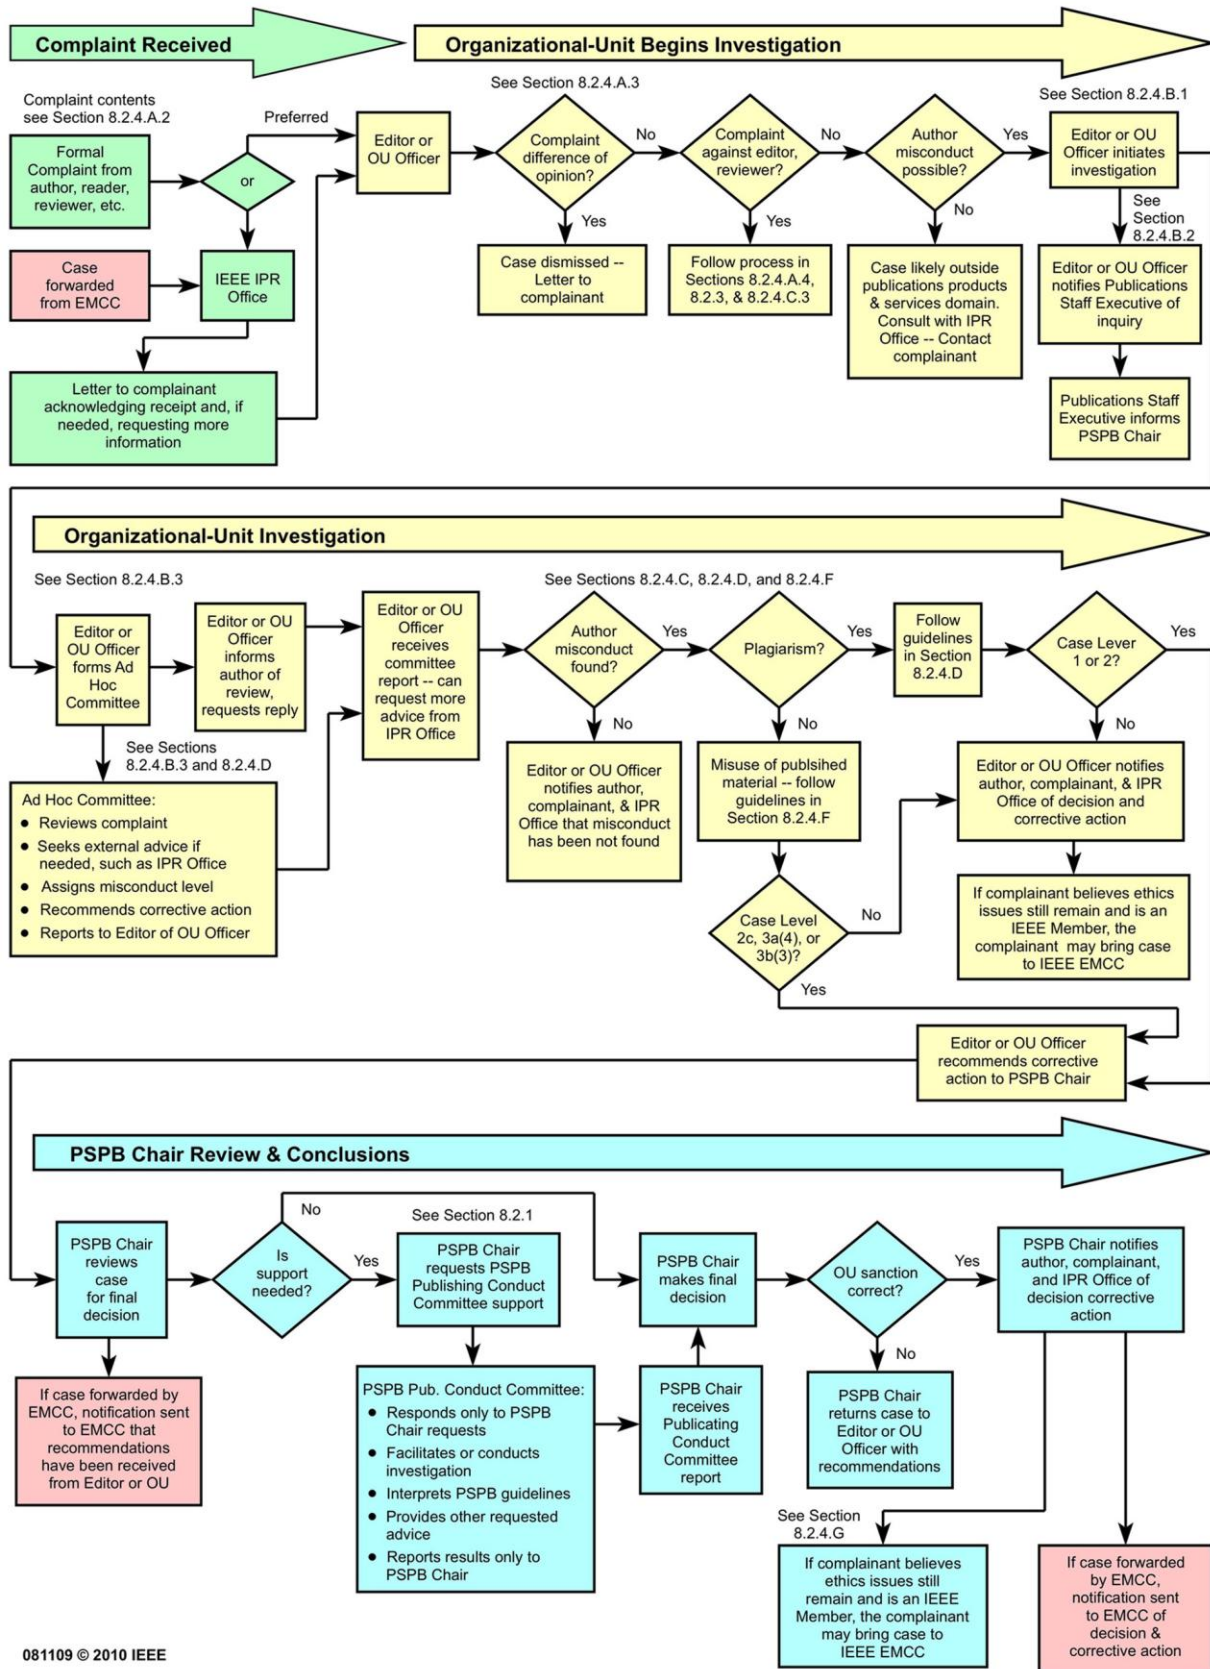 Complaint Received
Organizational-Unit Begins Investigation
Complaint contents
see Section 8.2.4.A.2
Formal
Complaint from
author, reader,
reviewer, etc.
or
Preferred
Case
forwarded
from EMCC
IEEE IPR
Office
Letter to complainant
acknowledging receipt and, if
needed, requesting more
information
Editor or
OU Officer
See Section 8.2.4.A.3
Complaint
difference of
opinion?
No
Yes
Case dismissed --
Letter to
complainant
Complaint
against editor,
reviewer?
No
Yes
Follow process in
Sections 8.2.4.A.4,
8.2.3, & 8.2.4.C.3
Author
misconduct
possible?
Yes
No
Case likely outside
publications products
& services domain.
Consult with IPR
Office -- Contact
complainant
See Section 8.2.4.B.1
Editor or OU
Officer initiates
investigation
See
Section
8.2.4.B.2
Editor or OU Officer
notifies Publications
Staff Executive of
inquiry
Publications Staff
Executive informs
PSPB Chair
Organizational-Unit Investigation
See Section 8.2.4.B.3
Editor or
OU Officer
forms Ad
Hoc
Committee
Editor or OU
Officer
informs
author of
review,
requests reply
See Sections
8.2.4.B.3 and 8.2.4.D
Ad Hoc Committee:
● Reviews complaint
● Seeks external advice if
needed, such as IPR Office
● Assigns misconduct level
● Recommends corrective action
● Reports to Editor of OU Officer
Editor or OU
Officer
receives
committee
report -- can
request more
advice from
IPR Office
See Sections 8.2.4.C, 8.2.4.D, and 8.2.4.F
Author
misconduct
found?
Yes
No
Editor or OU Officer
notifies author,
complainant, & IPR
Office that misconduct
has been not found
Plagiarism?
Yes
No
Misuse of publsihed
material -- follow
guidelines in
Section 8.2.4.F
Case Level
2c, 3a(4), or
3b(3)?
No
Yes
Follow
guidelines
in Section
8.2.4.D
Case Lever
1 or 2?
Yes
No
Editor or OU Officer notifies
author, complainant, & IPR
Office of decision and
corrective action
If complainant believes ethics
issues still remain and is an
IEEE Member, the
complainant may bring case
to IEEE EMCC
Editor or OU Officer
recommends corrective
action to PSPB Chair
PSPB Chair Review & Conclusions
PSPB Chair
reviews
case
for final
decision
If case forwarded by
EMCC, notification sent
to EMCC that
recommendations
have been received
from Editor or OU
Is
support
needed?
No
Yes
See Section 8.2.1
PSPB Chair
requests PSPB
Publishing Conduct
Committee support
PSPB Pub. Conduct Committee:
● Responds only to PSPB
Chair requests
● Facilitates or conducts
investigation
● Interprets PSPB guidelines
● Provides other requested
advice
● Reports results only to
PSPB Chair
PSPB Chair
makes final
decision
PSPB Chair
receives
Publicating
Conduct
Committee
report
OU sanction
correct?
Yes
No
PSPB Chair
returns case to
Editor or OU
Officer with
recommendations
PSPB Chair notifies
author, complainant,
and IPR Office of
decision corrective
action
See Section
8.2.4.G
If complainant believes
ethics issues still
remain and is an IEEE
Member, the complainant
may bring case to
IEEE EMCC
If case forwarded
by EMCC,
notification sent
to EMCC of
decision &
corrective action
081109 © 2010 IEEE